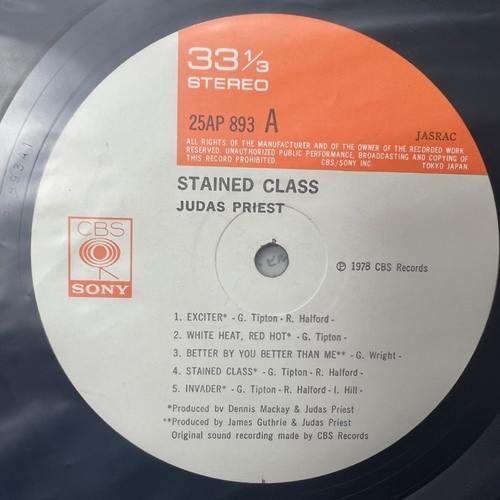 33 1/3
STEREO
25AP 893 A
JASRAC
ALL RIGHTS OF THE MANUFACTURER AND OF THE OWNER OF THE RECORDED WORK
RESERVED. UNAUTHORIZED PUBLIC PERFORMANCE, BROADCASTING AND COPYING OF
THIS RECORD PROHIBITED. CBS/SONY INC. TOKYO JAPAN.
STAINED CLASS
JUDAS PRIEST
CBS
SONY
Ⓟ 1978 CBS Records
1. EXCITER* - G. Tipton - R. Halford -
2. WHITE HEAT, RED HOT* - G. Tipton -
3. BETTER BY YOU BETTER THAN ME** - G. Wright -
4. STAINED CLASS* - G. Tipton - R. Halford -
5. INVADER* - G. Tipton - R. Halford - I. Hill -
*Produced by Dennis Mackay & Judas Priest
**Produced by James Guthrie & Judas Priest
Original sound recording made by CBS Records